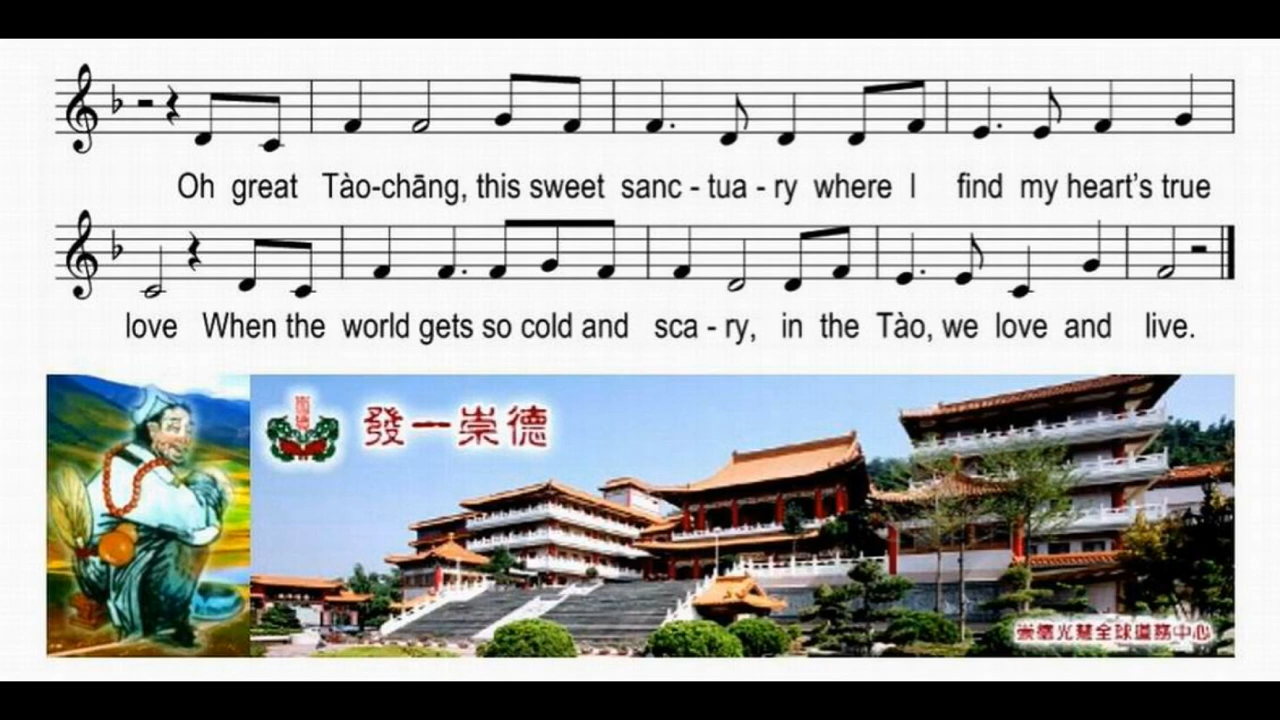 Oh great Tào-chāng, this sweet sanc - tua - ry where I find my heart's true
love When the world gets so cold and sca - ry, in the Tào, we love and live.
崇德
發一崇德
崇德光慧全球道務中心